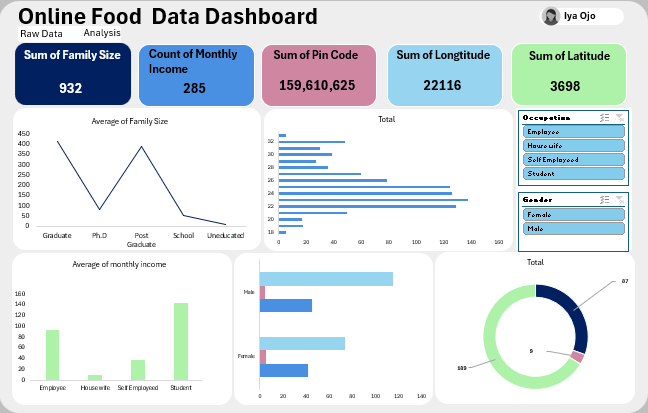 Online Food Data Dashboard
Iya Ojo
Raw Data
Analysis
Sum of Family Size
932
Count of Monthly
Income
285
Sum of Pin Code
159,610,625
Sum of Longtitude
22116
Sum of Latitude
3698
Average of Family Size
450
400
350
300
250
200
150
100
50
0
Graduate
Ph.D
Post
Graduate
School
Uneducated
Total
32
30
28
26
24
22
20
18
0 20 40 60 80 100 120 140 160
Occupation
Employee
House wife
Self Employeed
Student
Gender
Female
Male
Average of monthly income
160
140
120
100
80
60
40
20
0
Employee
House wife
Self Employeed
Student
Male
Female
0 20 40 60 80 100 120 140
Total
87
9
189